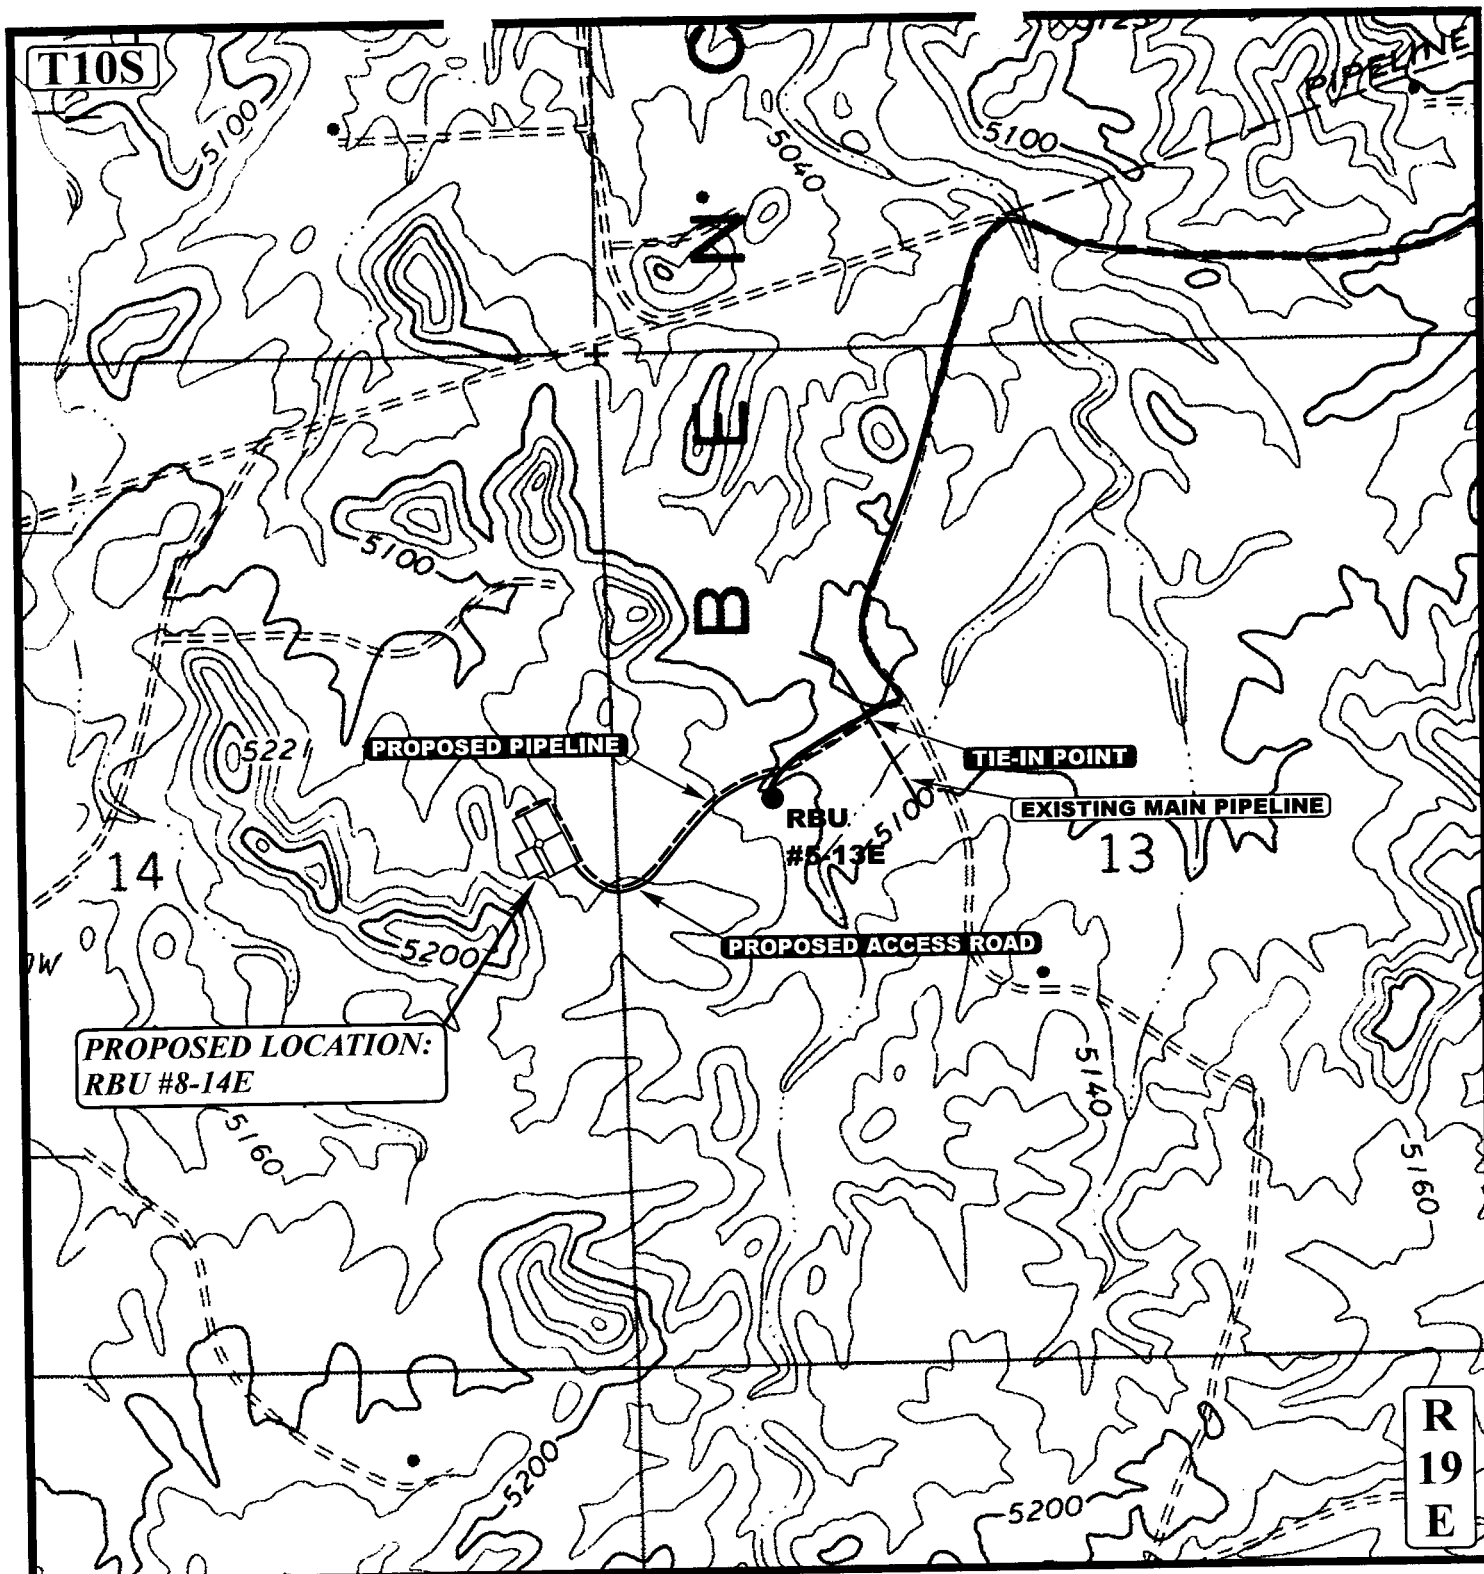 T10S
5100
5040
5100
PIPELINE
N.
C
E
B
5100
522
PROPOSED PIPELINE
TIE-IN POINT
EXISTING MAIN PIPELINE
RBU
#5-13E
5100
13
14
PROPOSED ACCESS ROAD
5200
PROPOSED LOCATION:
RBU #8-14E
5140
5160
5160
5200
5200
R
19
E